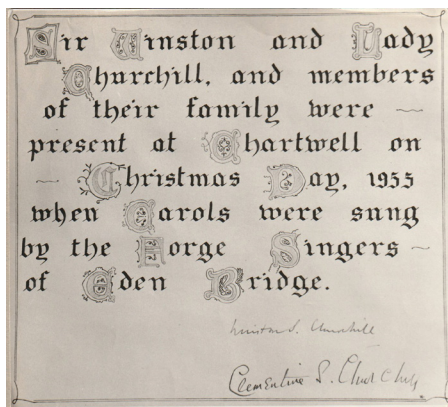 Sir Winston and Lady
Churchill, and members
of their family were
present at Chartwell on
Christmas Day, 1955
when Carols were sung
by the Forge Singers
of Eden Bridge.
Winston S. Churchill
Clementine S. Churchill